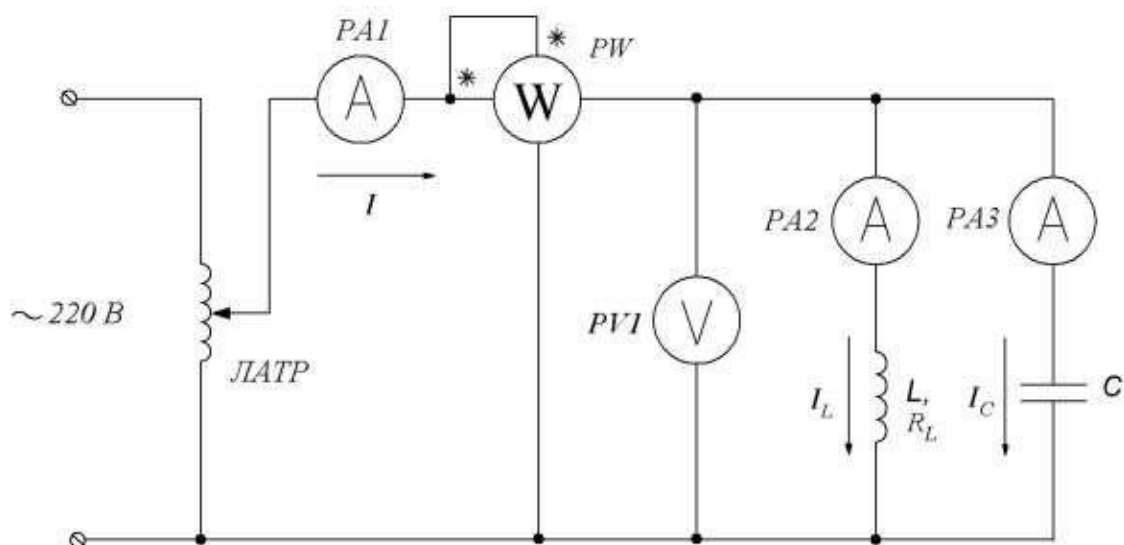 PA1
A
I
*
*
PW
W
~ 220 В
ЛАТР
PV1
V
PA2
A
I_L
L,
R_L
PA3
A
I_C
C